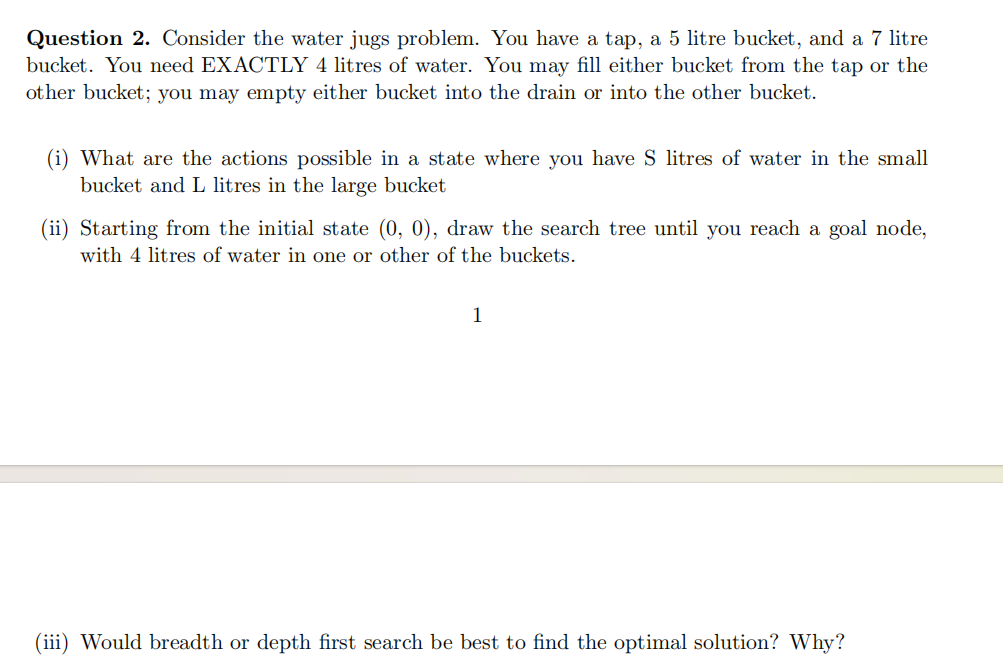 Question 2. Consider the water jugs problem. You have a tap, a 5 litre bucket, and a 7 litre
bucket. You need EXACTLY 4 litres of water. You may fill either bucket from the tap or the
other bucket; you may empty either bucket into the drain or into the other bucket.
(i) What are the actions possible in a state where you have S litres of water in the small
bucket and L litres in the large bucket
(ii) Starting from the initial state (0, 0), draw the search tree until you reach a goal node,
with 4 litres of water in one or other of the buckets.
1
(iii) Would breadth or depth first search be best to find the optimal solution? Why?